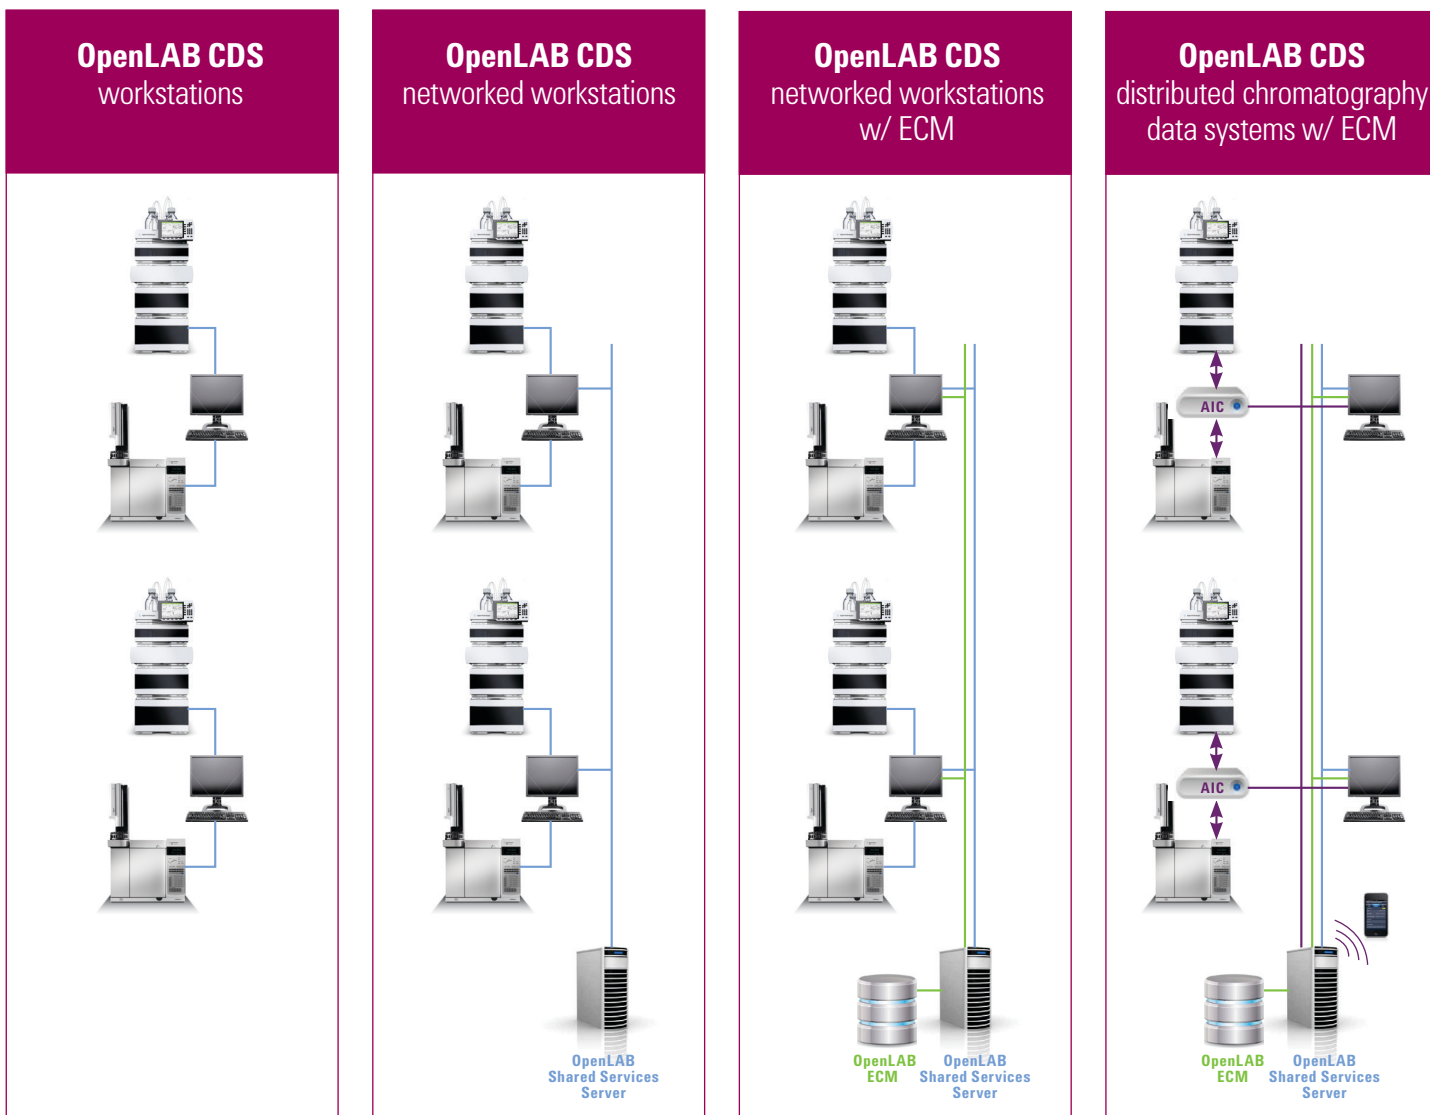 OpenLAB CDS
workstations
OpenLAB CDS
networked workstations
OpenLAB CDS
networked workstations
w/ ECM
OpenLAB CDS
distributed chromatography
data systems w/ ECM
AIC
AIC
OpenLAB
Shared Services
Server
OpenLAB
ECM
OpenLAB
Shared Services
Server
OpenLAB
ECM
OpenLAB
Shared Services
Server